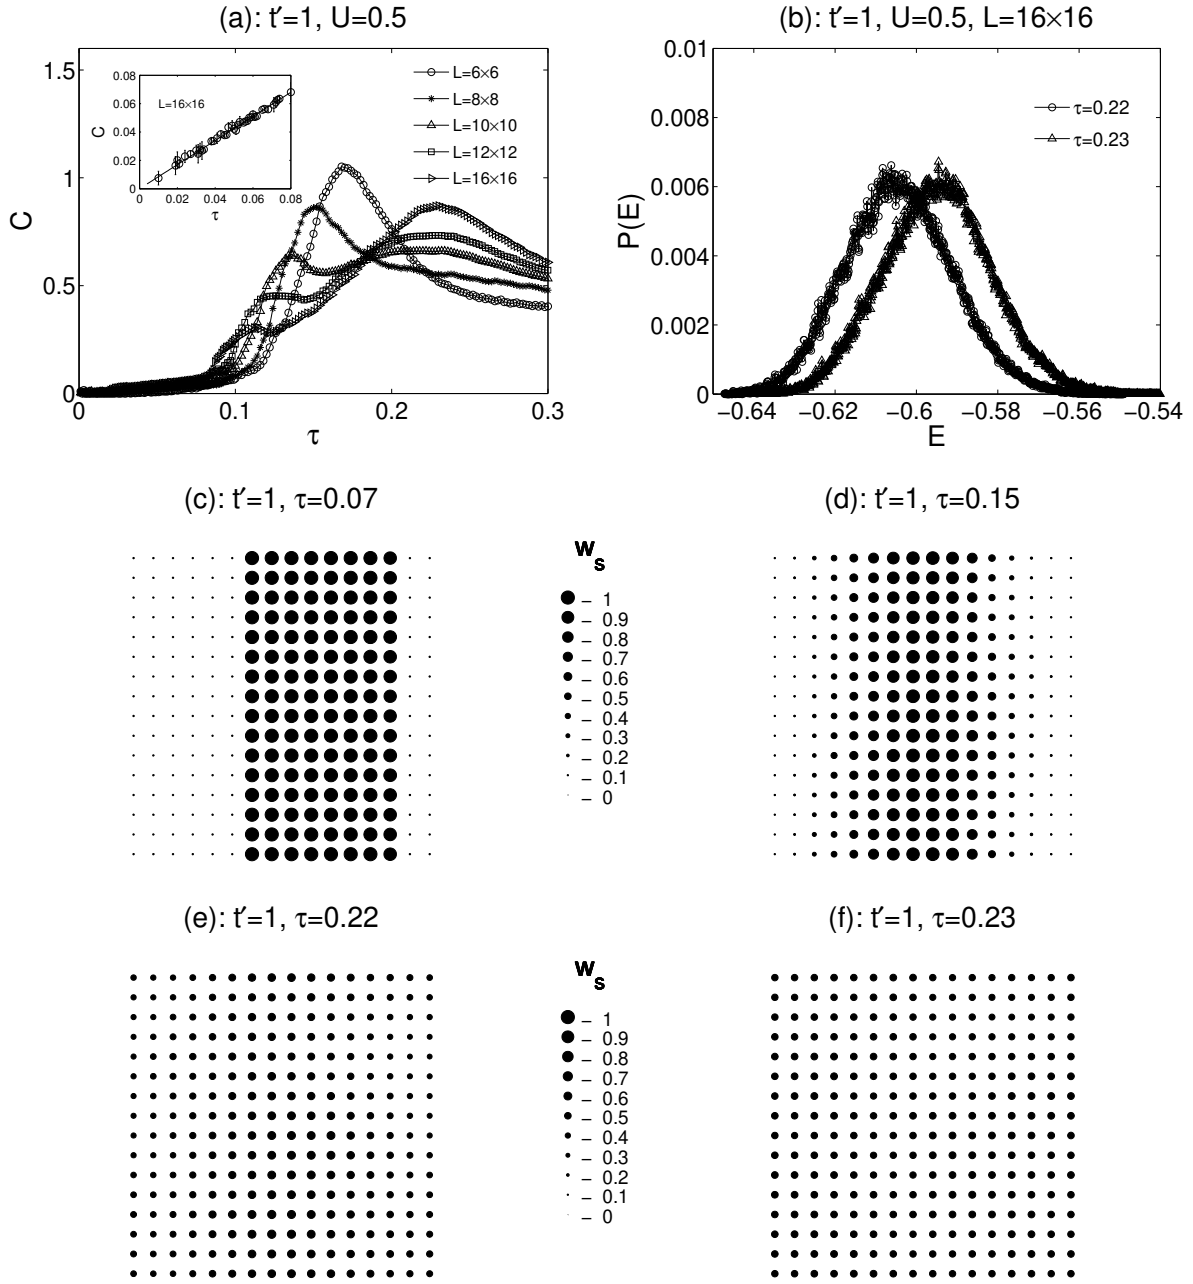 (a): t′=1, U=0.5
C
1.5
1
0.5
0
0 0.1 0.2 0.3
τ
L=6×6
L=8×8
L=10×10
L=12×12
L=16×16
C
0.08
0.06
0.04
0.02
0
0 0.02 0.04 0.06 0.08
τ
L=16×16
(b): t′=1, U=0.5, L=16×16
P(E)
0.01
0.008
0.006
0.004
0.002
0
−0.64 −0.62 −0.6 −0.58 −0.56 −0.54
E
τ=0.22
τ=0.23
(c): t′=1, τ=0.07
(d): t′=1, τ=0.15
ws
– 1
– 0.9
– 0.8
– 0.7
– 0.6
– 0.5
– 0.4
– 0.3
– 0.2
– 0.1
– 0
(e): t′=1, τ=0.22
(f): t′=1, τ=0.23
ws
– 1
– 0.9
– 0.8
– 0.7
– 0.6
– 0.5
– 0.4
– 0.3
– 0.2
– 0.1
– 0